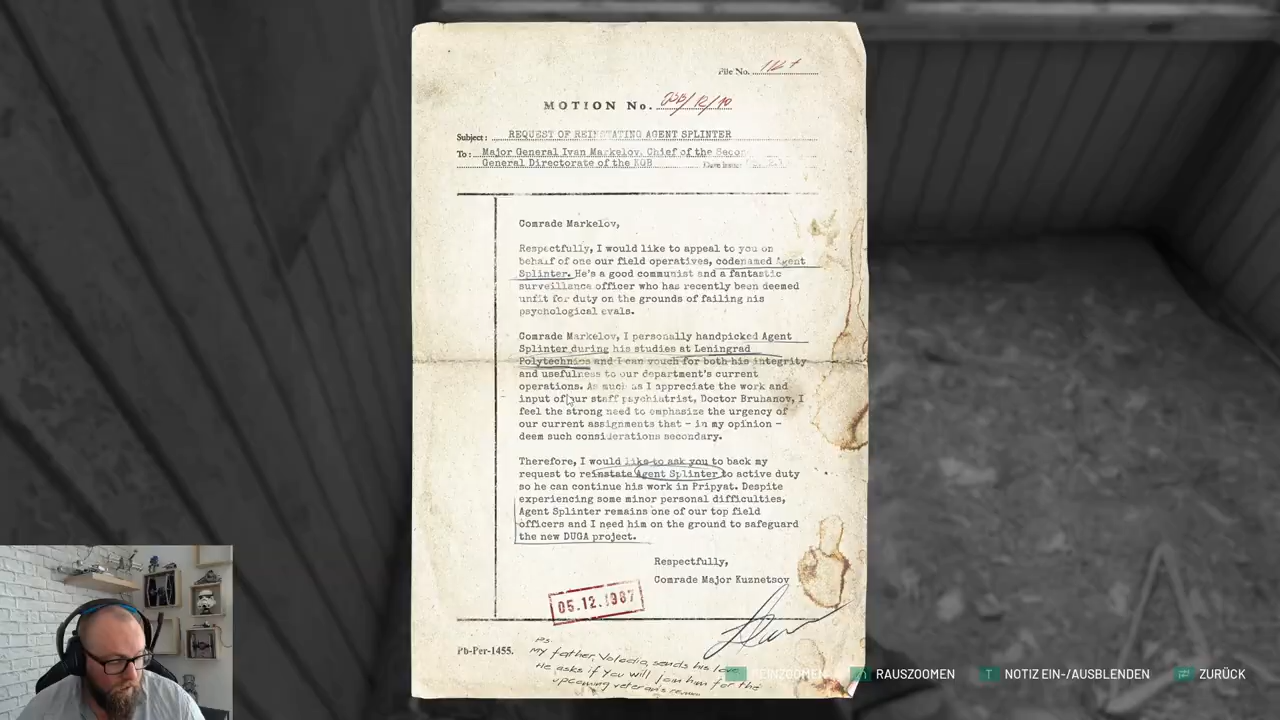 File No.
MOTION No. OSB/12/10
Subject: REQUEST OF REINSTATING AGENT SPLINTER
To: Major General Ivan Markelov, Chief of the Secon
General Directorate of the KGB
Comrade Markelov,
Respectfully, I would like to appeal to you on
behalf of one our field operatives, codenamed Agent
Splinter. He's a good communist and a fantastic
surveillance officer who has recently been deemed
unfit for duty on the grounds of failing his
psychological evals.
Comrade Markelov, I personally handpicked Agent
Splinter during his studies at Leningrad
Polytechnics and I can vouch for both his integrity
and usefulness to our department's current
operations. As much as I appreciate the work and
input of our staff psychiatrist, Doctor Bruhanov, I
feel the strong need to emphasize the urgency of
our current assignments that - in my opinion -
deem such considerations secondary.
Therefore, I would like to ask you to back my
request to reinstate Agent Splinter to active duty
so he can continue his work in Pripyat. Despite
experiencing some minor personal difficulties,
Agent Splinter remains one of our top field
officers and I need him on the ground to safeguard
the new DUGA project.
Respectfully,
Comrade Major Kuznetsov
05.12.1987
Pb-Per-1455.
PS.
My father, Volodia, sends his love.
He asks if you will join him for the
upcoming veteran's
REINZOOMEN
RAUSZOOMEN
T NOTIZ EIN-/AUSBLENDEN
ZURÜCK